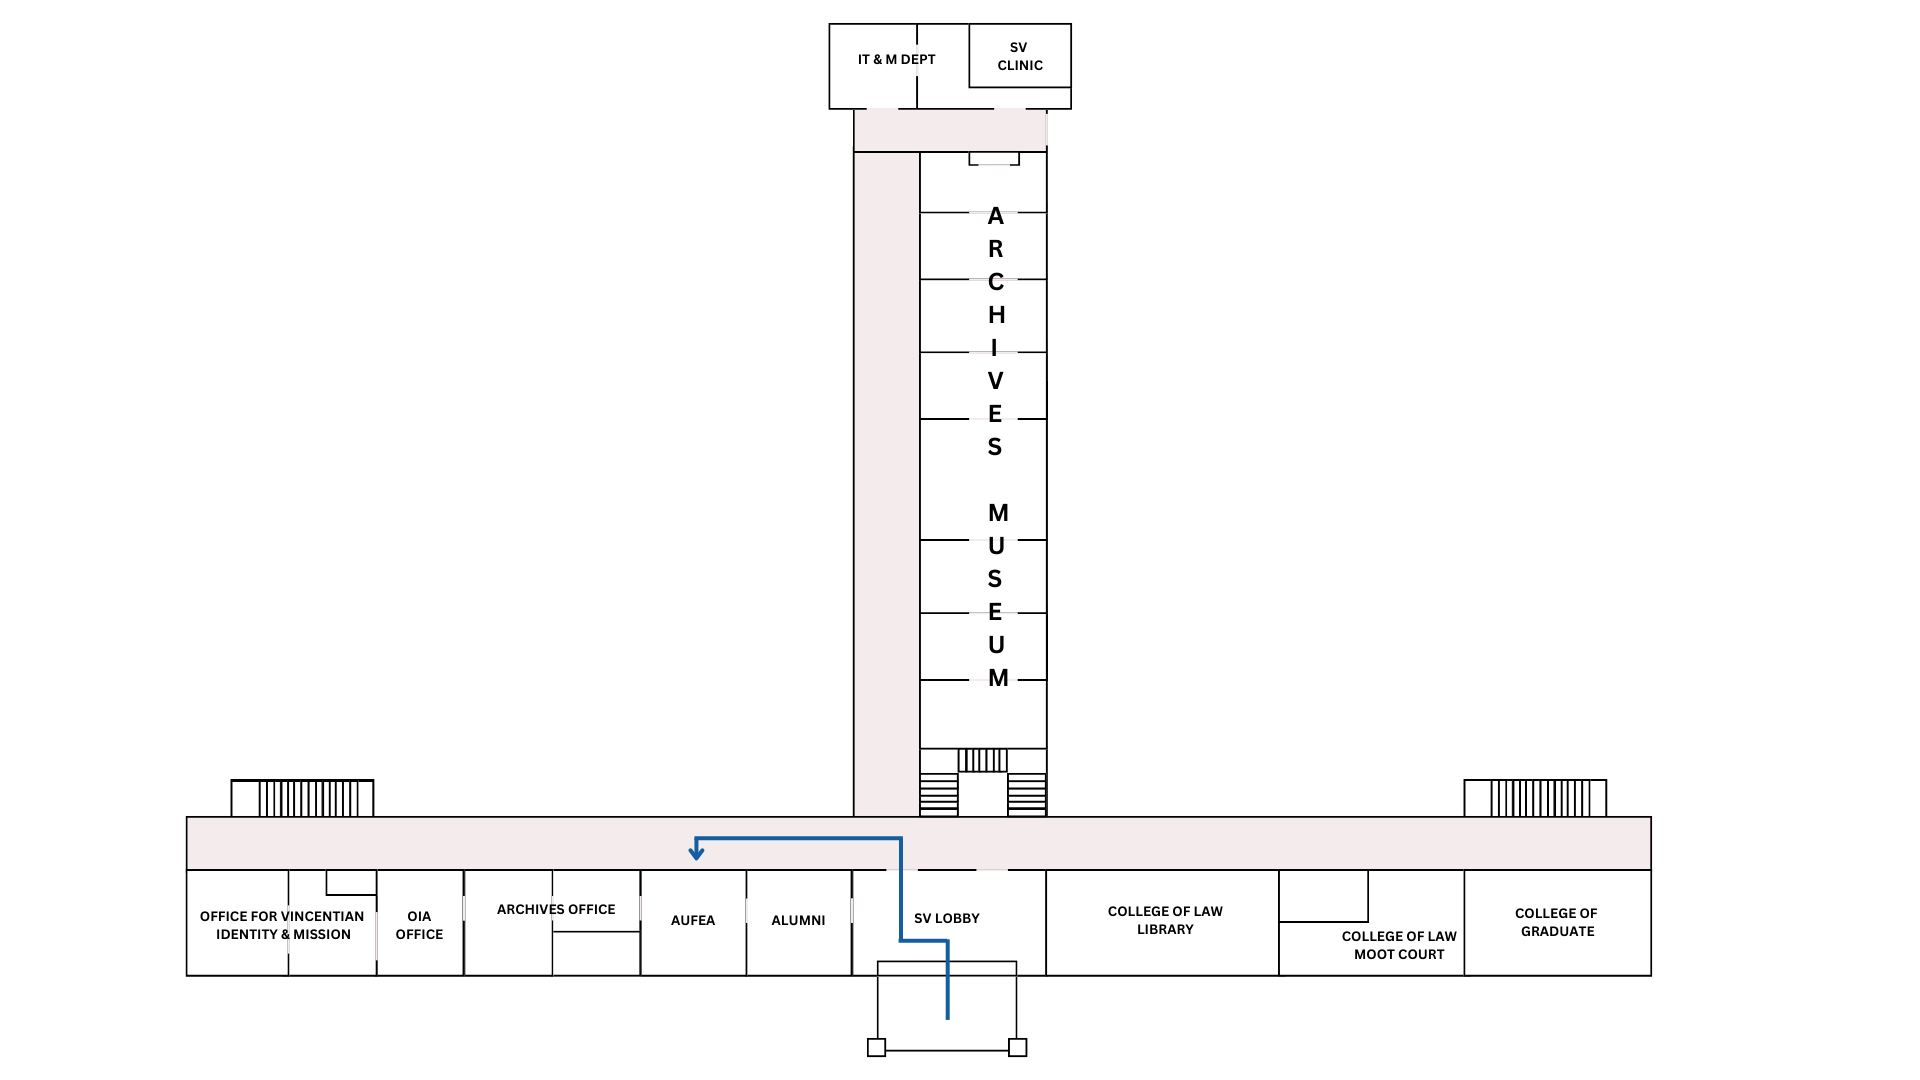 IT & M DEPT
SV
CLINIC
ARCHIVES MUSEUM
OFFICE FOR VINCENTIAN
IDENTITY & MISSION
OIA
OFFICE
ARCHIVES OFFICE
AUFEA
ALUMNI
SV LOBBY
COLLEGE OF LAW
LIBRARY
COLLEGE OF LAW
MOOT COURT
COLLEGE OF
GRADUATE